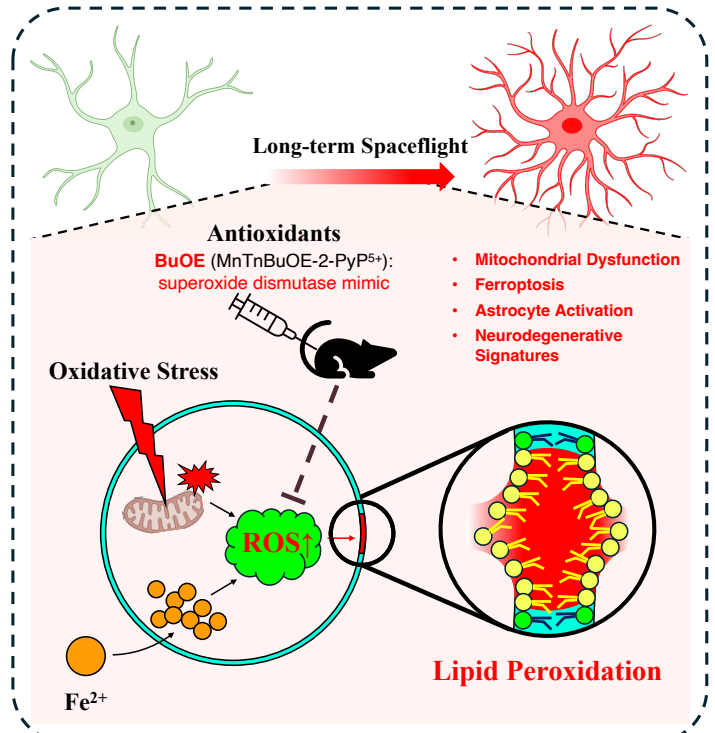 Long-term Spaceflight
Antioxidants
BuOE (MnTnBuOE-2-PyP⁵⁺):
superoxide dismutase mimic
• Mitochondrial Dysfunction
• Ferroptosis
• Astrocyte Activation
• Neurodegenerative
Signatures
Oxidative Stress
ROS↑
Fe²⁺
Lipid Peroxidation